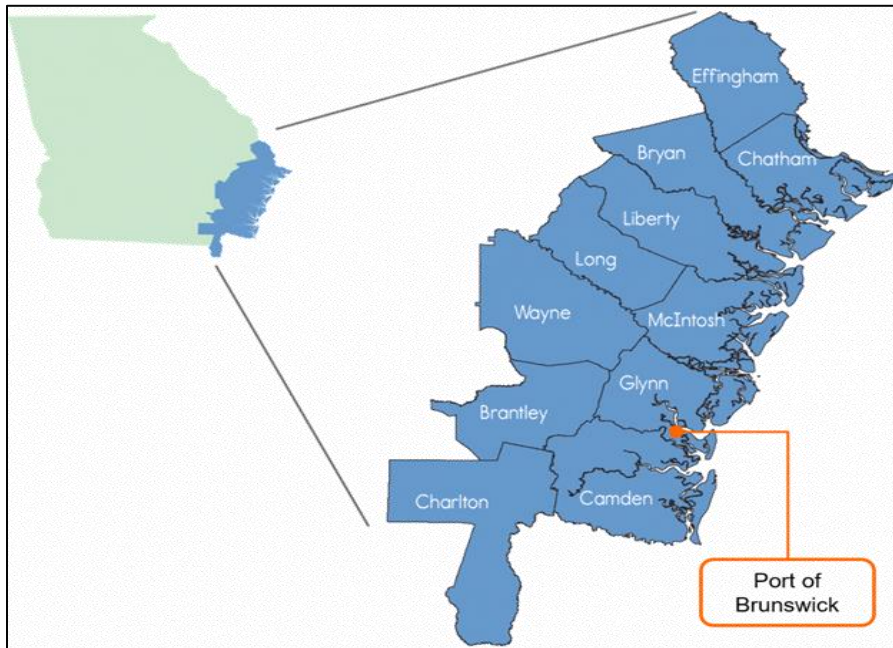 Effingham
Bryan
Chatham
Liberty
Long
Wayne
McIntosh
Glynn
Brantley
Charlton
Camden
Port of
Brunswick